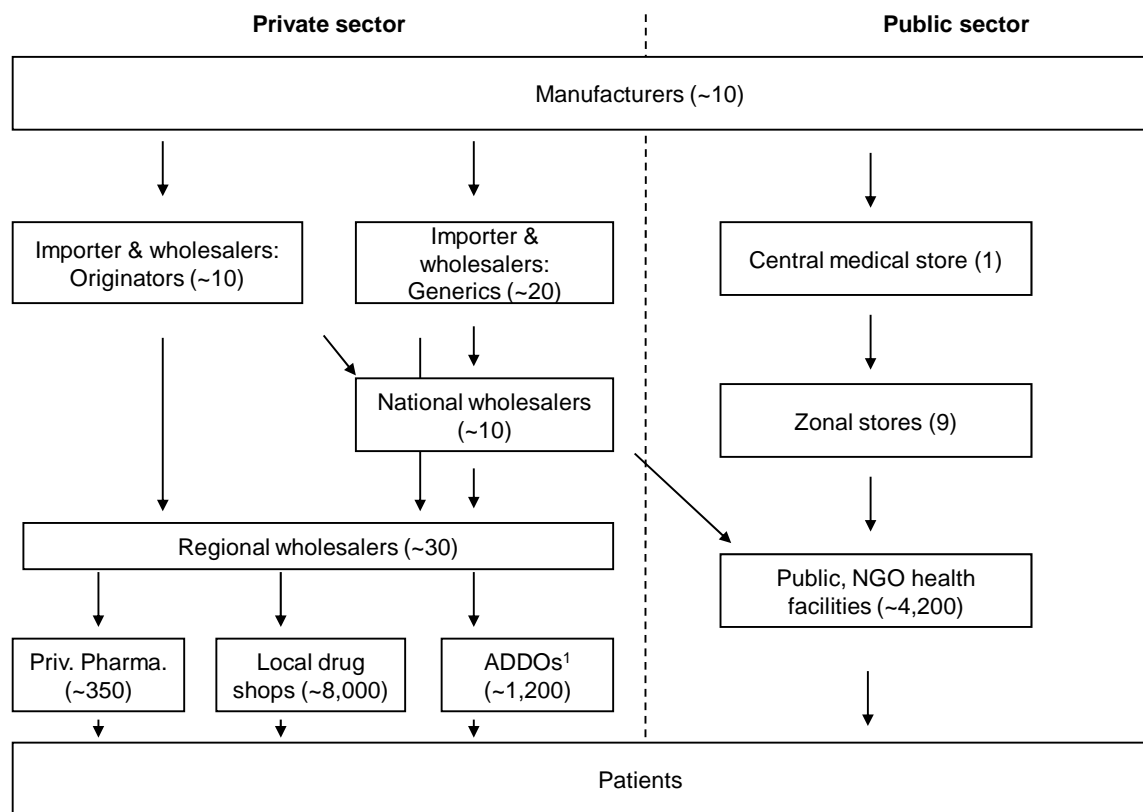 Private sector
Public sector
Manufacturers (~10)
Importer & wholesalers:
Originators (~10)
Importer &
wholesalers:
Generics (~20)
Central medical store (1)
National wholesalers
(~10)
Zonal stores (9)
Regional wholesalers (~30)
Public, NGO health
facilities (~4,200)
Priv. Pharma.
(~350)
Local drug
shops (~8,000)
ADDOs¹
(~1,200)
Patients